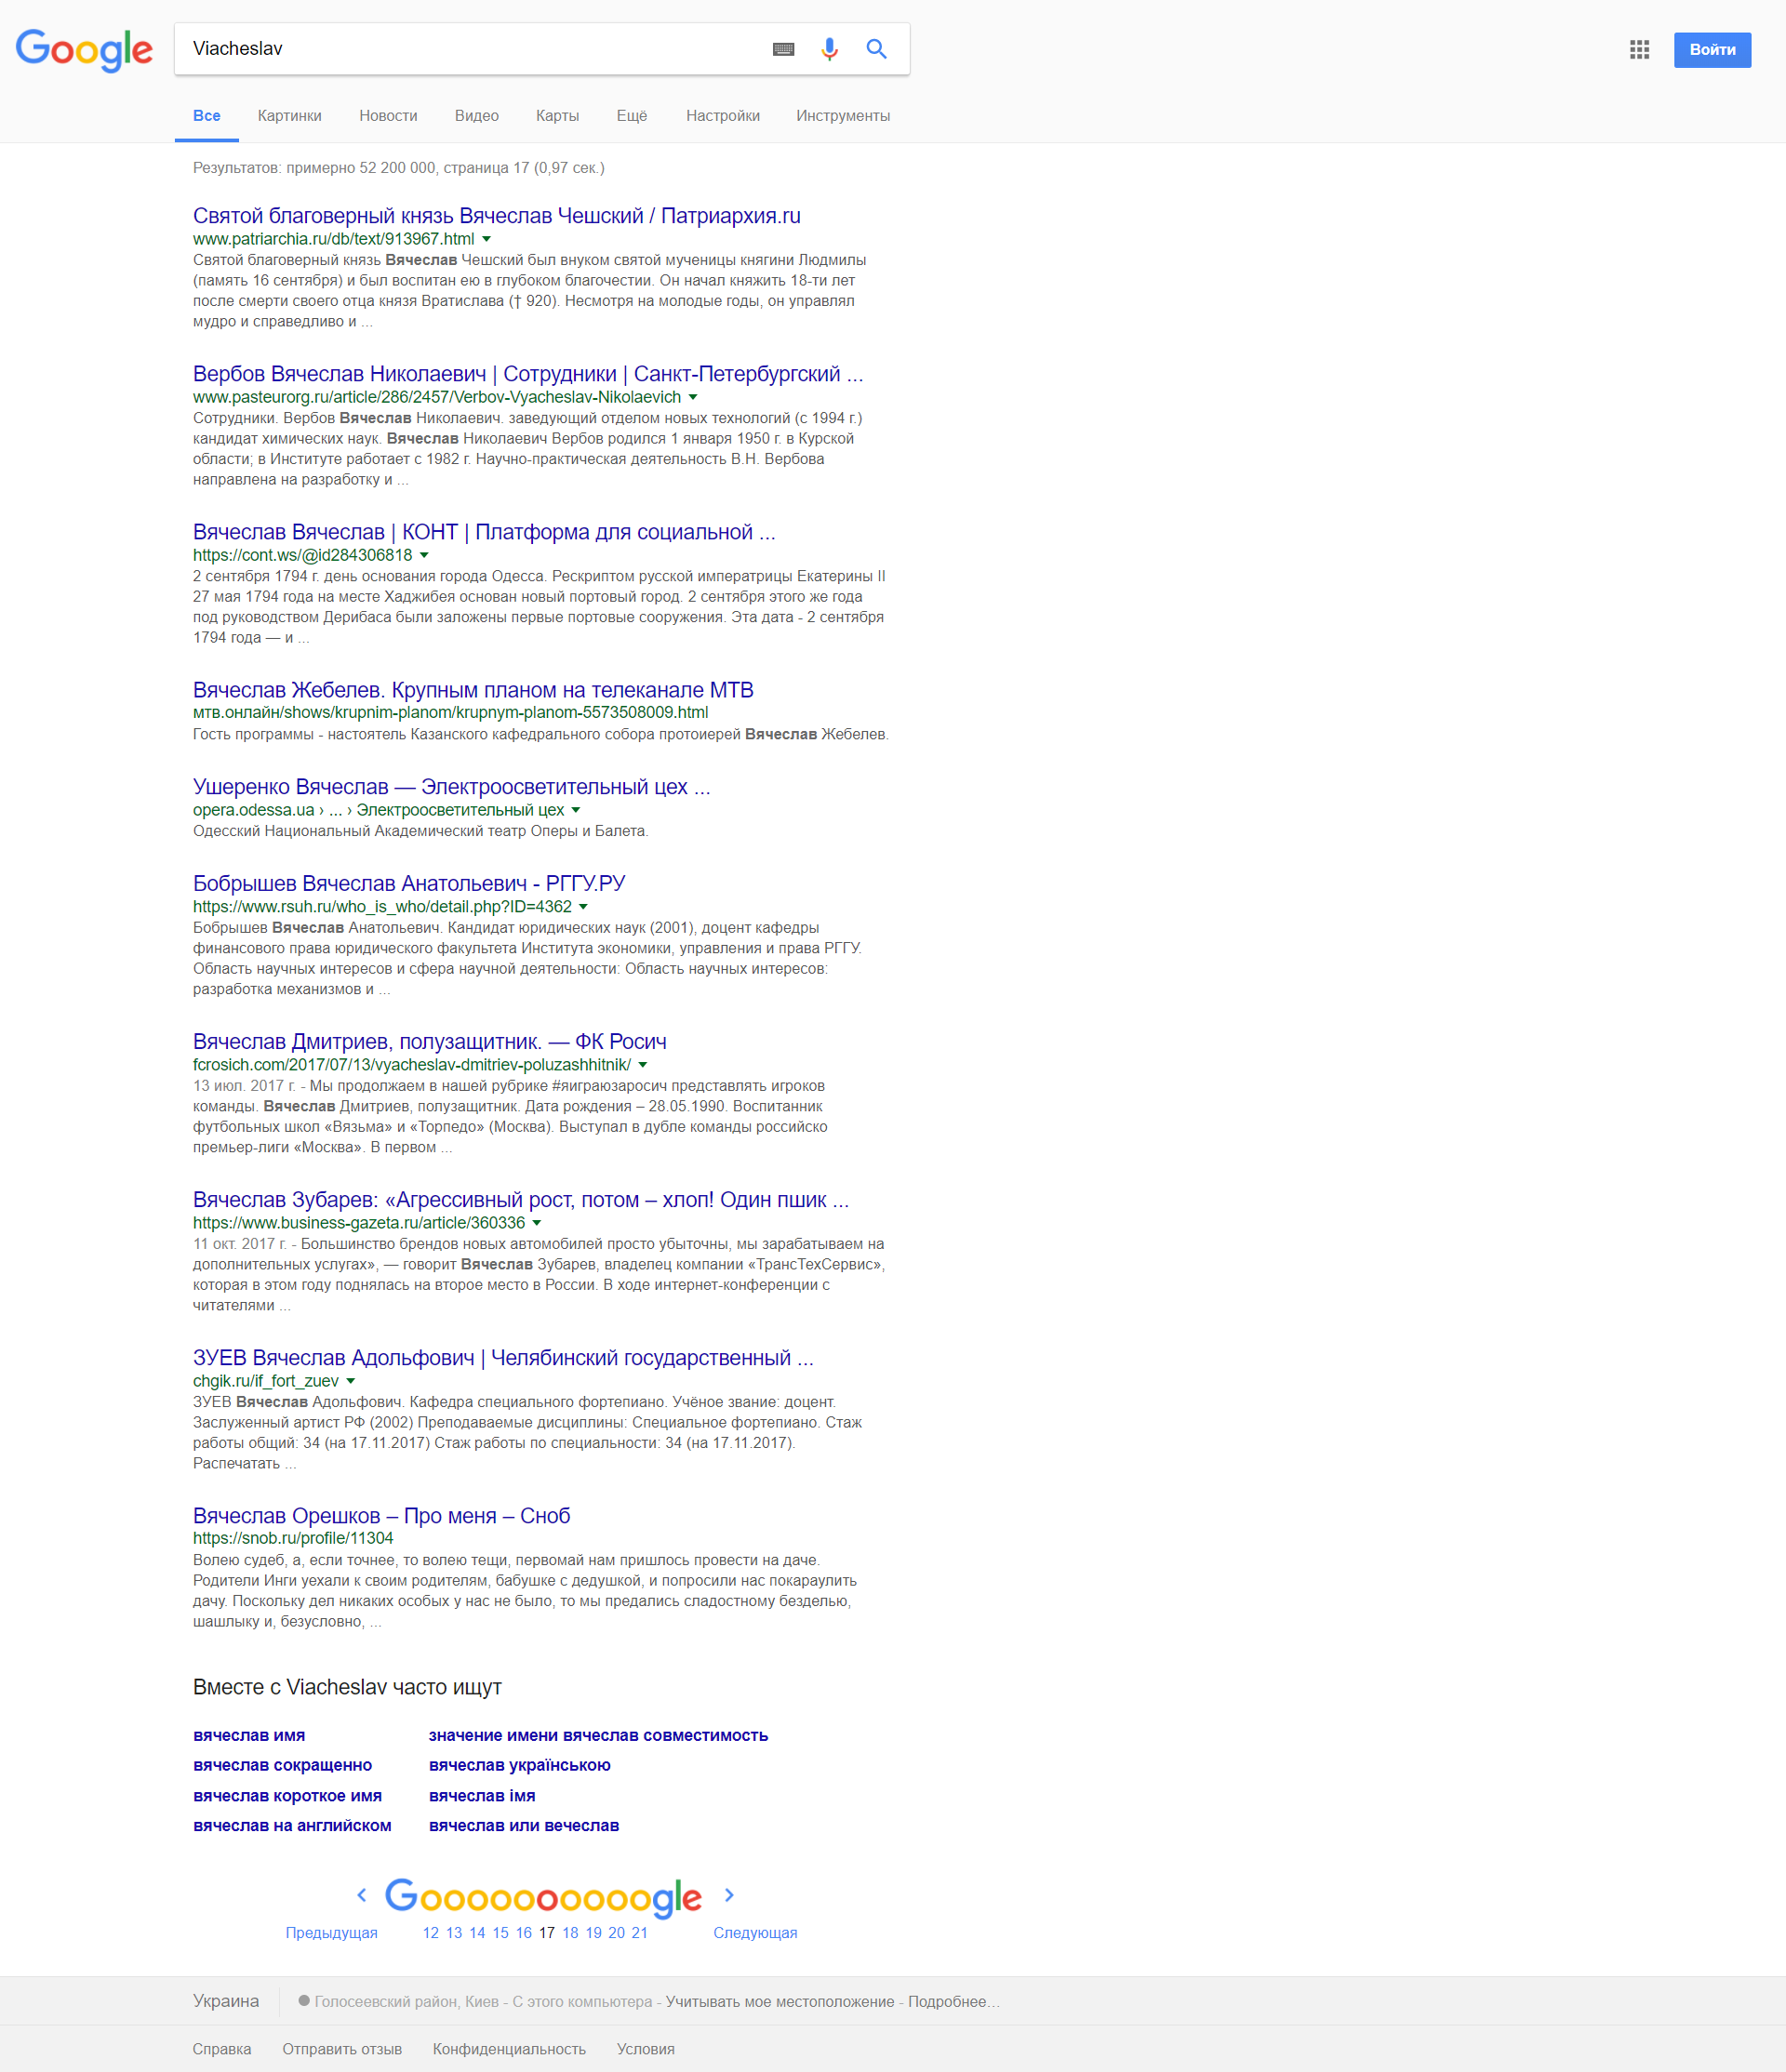 Google
Viacheslav
Войти
Все Картинки Новости Видео Карты Ещё Настройки Инструменты
Результатов: примерно 52 200 000, страница 17 (0,97 сек.)
Святой благоверный князь Вячеслав Чешский / Патриархия.ru
www.patriarchia.ru/db/text/913967.html
Святой благоверный князь Вячеслав Чешский был внуком святой мученицы княгини Людмилы
(память 16 сентября) и был воспитан ею в глубоком благочестии. Он начал княжить 18-ти лет
после смерти своего отца князя Вратислава († 920). Несмотря на молодые годы, он управлял
мудро и справедливо и ...
Вербов Вячеслав Николаевич | Сотрудники | Санкт-Петербургский ...
www.pasteurorg.ru/article/286/2457/Verbov-Vyacheslav-Nikolaevich
Сотрудники. Вербов Вячеслав Николаевич. заведующий отделом новых технологий (с 1994 г.)
кандидат химических наук. Вячеслав Николаевич Вербов родился 1 января 1950 г. в Курской
области; в Институте работает с 1982 г. Научно-практическая деятельность В.Н. Вербова
направлена на разработку и ...
Вячеслав Вячеслав | КОНТ | Платформа для социальной ...
https://cont.ws/@id284306818
2 сентября 1794 г. день основания города Одесса. Рескриптом русской императрицы Екатерины II
27 мая 1794 года на месте Хаджибея основан новый портовый город. 2 сентября этого же года
под руководством Дерибаса были заложены первые портовые сооружения. Эта дата - 2 сентября
1794 года — и ...
Вячеслав Жебелев. Крупным планом на телеканале МТВ
мтв.онлайн/shows/krupnim-planom/krupnym-planom-5573508009.html
Гость программы - настоятель Казанского кафедрального собора протоиерей Вячеслав Жебелев.
Ушеренко Вячеслав — Электроосветительный цех ...
opera.odessa.ua › ... › Электроосветительный цех
Одесский Национальный Академический театр Оперы и Балета.
Бобрышев Вячеслав Анатольевич - РГГУ.РУ
https://www.rsuh.ru/who_is_who/detail.php?ID=4362
Бобрышев Вячеслав Анатольевич. Кандидат юридических наук (2001), доцент кафедры
финансового права юридического факультета Института экономики, управления и права РГГУ.
Область научных интересов и сфера научной деятельности: Область научных интересов:
разработка механизмов и ...
Вячеслав Дмитриев, полузащитник. — ФК Росич
fcrosich.com/2017/07/13/vyacheslav-dmitriev-poluzashhitnik/
13 июл. 2017 г. - Мы продолжаем в нашей рубрике #яиграюзаросич представлять игроков
команды. Вячеслав Дмитриев, полузащитник. Дата рождения – 28.05.1990. Воспитанник
футбольных школ «Вязьма» и «Торпедо» (Москва). Выступал в дубле команды российско
премьер-лиги «Москва». В первом ...
Вячеслав Зубарев: «Агрессивный рост, потом – хлоп! Один пшик ...
https://www.business-gazeta.ru/article/360336
11 окт. 2017 г. - Большинство брендов новых автомобилей просто убыточны, мы зарабатываем на
дополнительных услугах», — говорит Вячеслав Зубарев, владелец компании «ТрансТехСервис»,
которая в этом году поднялась на второе место в России. В ходе интернет-конференции с
читателями ...
ЗУЕВ Вячеслав Адольфович | Челябинский государственный ...
chgik.ru/if_fort_zuev
ЗУЕВ Вячеслав Адольфович. Кафедра специального фортепиано. Учёное звание: доцент.
Заслуженный артист РФ (2002) Преподаваемые дисциплины: Специальное фортепиано. Стаж
работы общий: 34 (на 17.11.2017) Стаж работы по специальности: 34 (на 17.11.2017).
Распечатать ...
Вячеслав Орешков – Про меня – Сноб
https://snob.ru/profile/11304
Волею судеб, а, если точнее, то волею тещи, первомай нам пришлось провести на даче.
Родители Инги уехали к своим родителям, бабушке с дедушкой, и попросили нас покараулить
дачу. Поскольку дел никаких особых у нас не было, то мы предались сладостному безделью,
шашлыку и, безусловно, ...
Вместе с Viacheslav часто ищут
вячеслав имя значение имени вячеслав совместимость
вячеслав сокращенно вячеслав українською
вячеслав короткое имя вячеслав імя
вячеслав на английском вячеслав или вечеслав
Goooooooooogle
Предыдущая 12 13 14 15 16 17 18 19 20 21 Следующая
Украина Голосеевский район, Киев - С этого компьютера - Учитывать мое местоположение - Подробнее…
Справка Отправить отзыв Конфиденциальность Условия